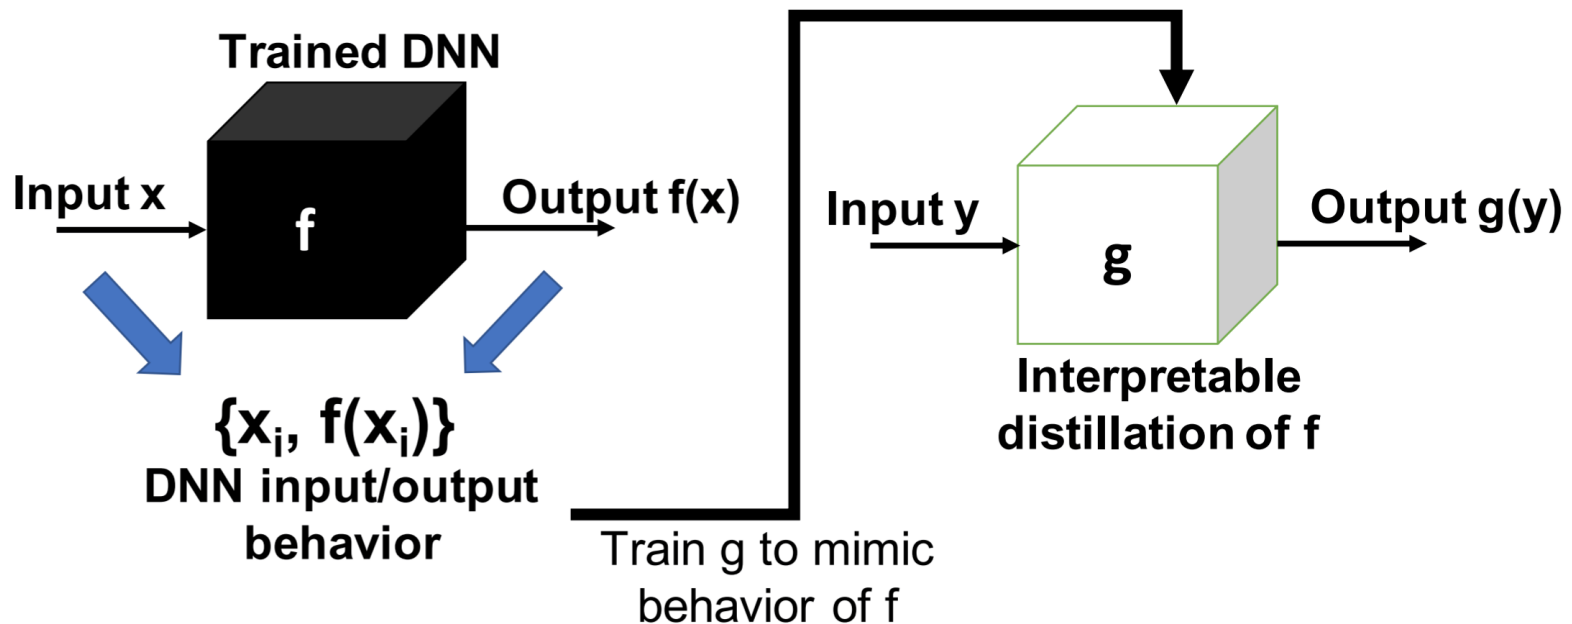 Trained DNN
Input x
f
Output f(x)
{xᵢ, f(xᵢ)}
DNN input/output
behavior
Train g to mimic
behavior of f
Input y
g
Output g(y)
Interpretable
distillation of f